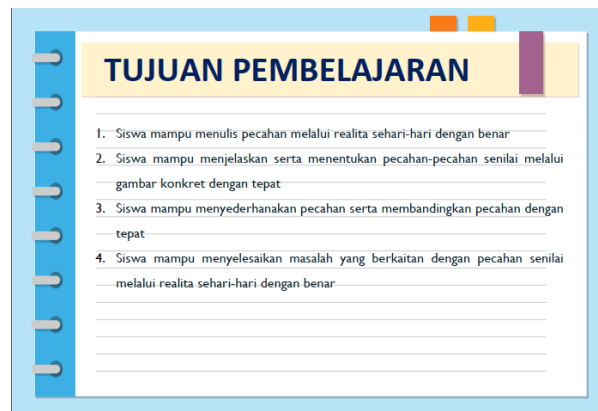 TUJUAN PEMBELAJARAN
1. Siswa mampu menulis pecahan melalui realita sehari-hari dengan benar
2. Siswa mampu menjelaskan serta menentukan pecahan-pecahan senilai melalui
gambar konkret dengan tepat
3. Siswa mampu menyederhanakan pecahan serta membandingkan pecahan dengan
tepat
4. Siswa mampu menyelesaikan masalah yang berkaitan dengan pecahan senilai
melalui realita sehari-hari dengan benar